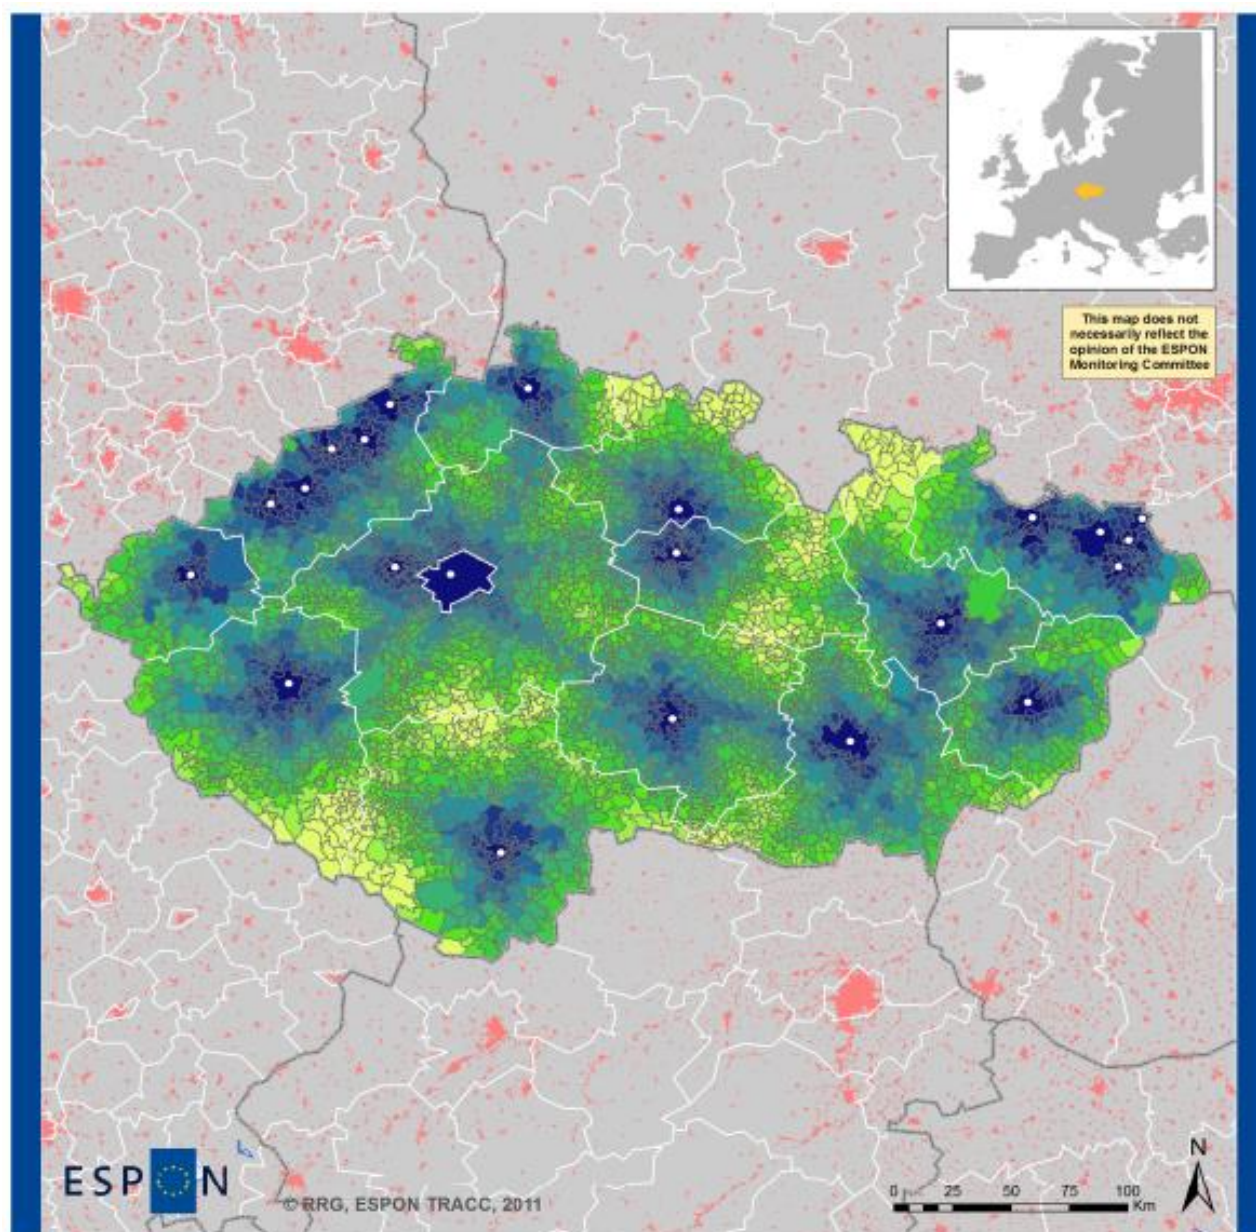 This map does not
necessarily reflect the
opinion of the ESPON
Monitoring Committee
ESPON
© RRG, ESPON TRACC, 2011
N
0 25 50 75 100
Km